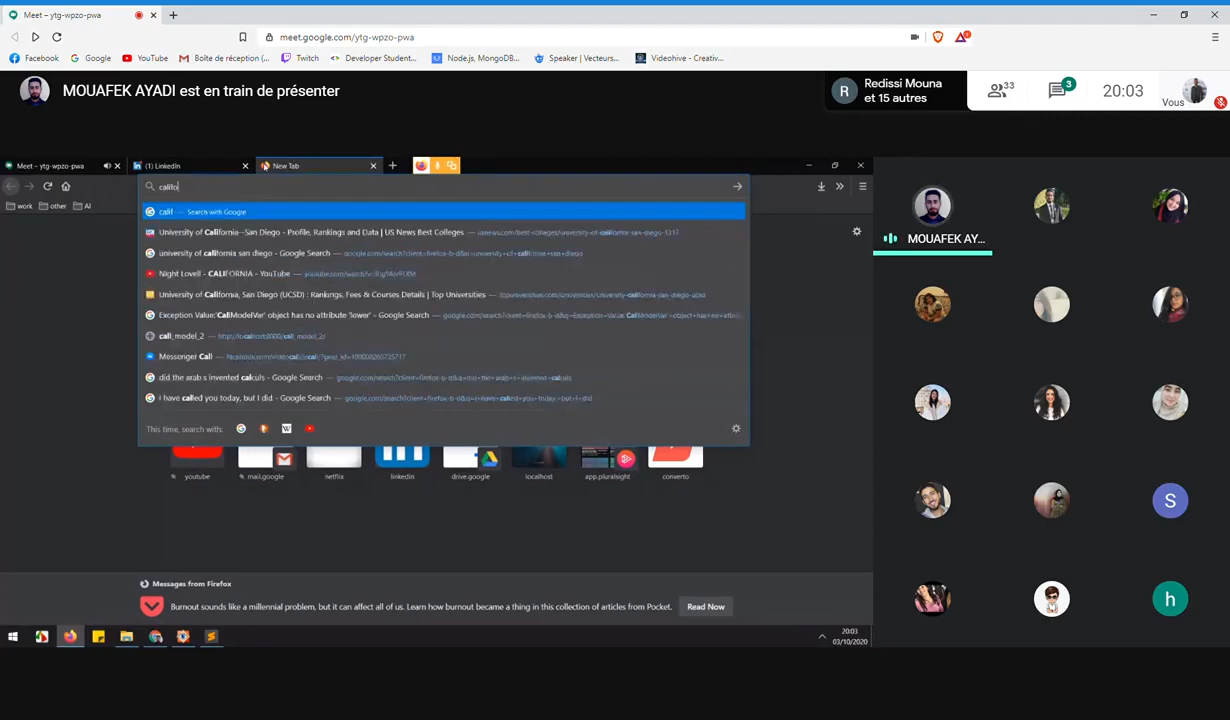 Meet – ytg-wpzo-pwa
meet.google.com/ytg-wpzo-pwa
1
Facebook
Google
YouTube
Boîte de réception (...
Twitch
<> Developer Student...
Node.js, MongoDB...
Speaker | Vecteurs...
Videohive - Creativ...
MOUAFEK AYADI est en train de présenter
R
Redissi Mouna
et 15 autres
33
3
20:03
Vous
Meet – ytg-wpzo-pwa
(1) LinkedIn
New Tab
califo
work
other
AI
calif — Search with Google
University of California--San Diego - Profile, Rankings and Data | US News Best Colleges
university of california san diego - Google Search
Night Lovell - CALIFORNIA - YouTube
University of California, San Diego (UCSD) : Rankings, Fees & Courses Details | Top Universities
Exception Value:'CallModelVar' object has no attribute 'lower' - Google Search
call_model_2
Messenger Call
did the arab s invented calculs - Google Search
I have called you today, but I did - Google Search
This time, search with:
youtube
mail.google
netflix
linkedin
drive.google
localhost
app.pluralsight
converto
Messages from Firefox
Burnout sounds like a millennial problem, but it can affect all of us. Learn how burnout became a thing in this collection of articles from Pocket.
Read Now
20:03
03/10/2020
MOUAFEK AY...
S
h